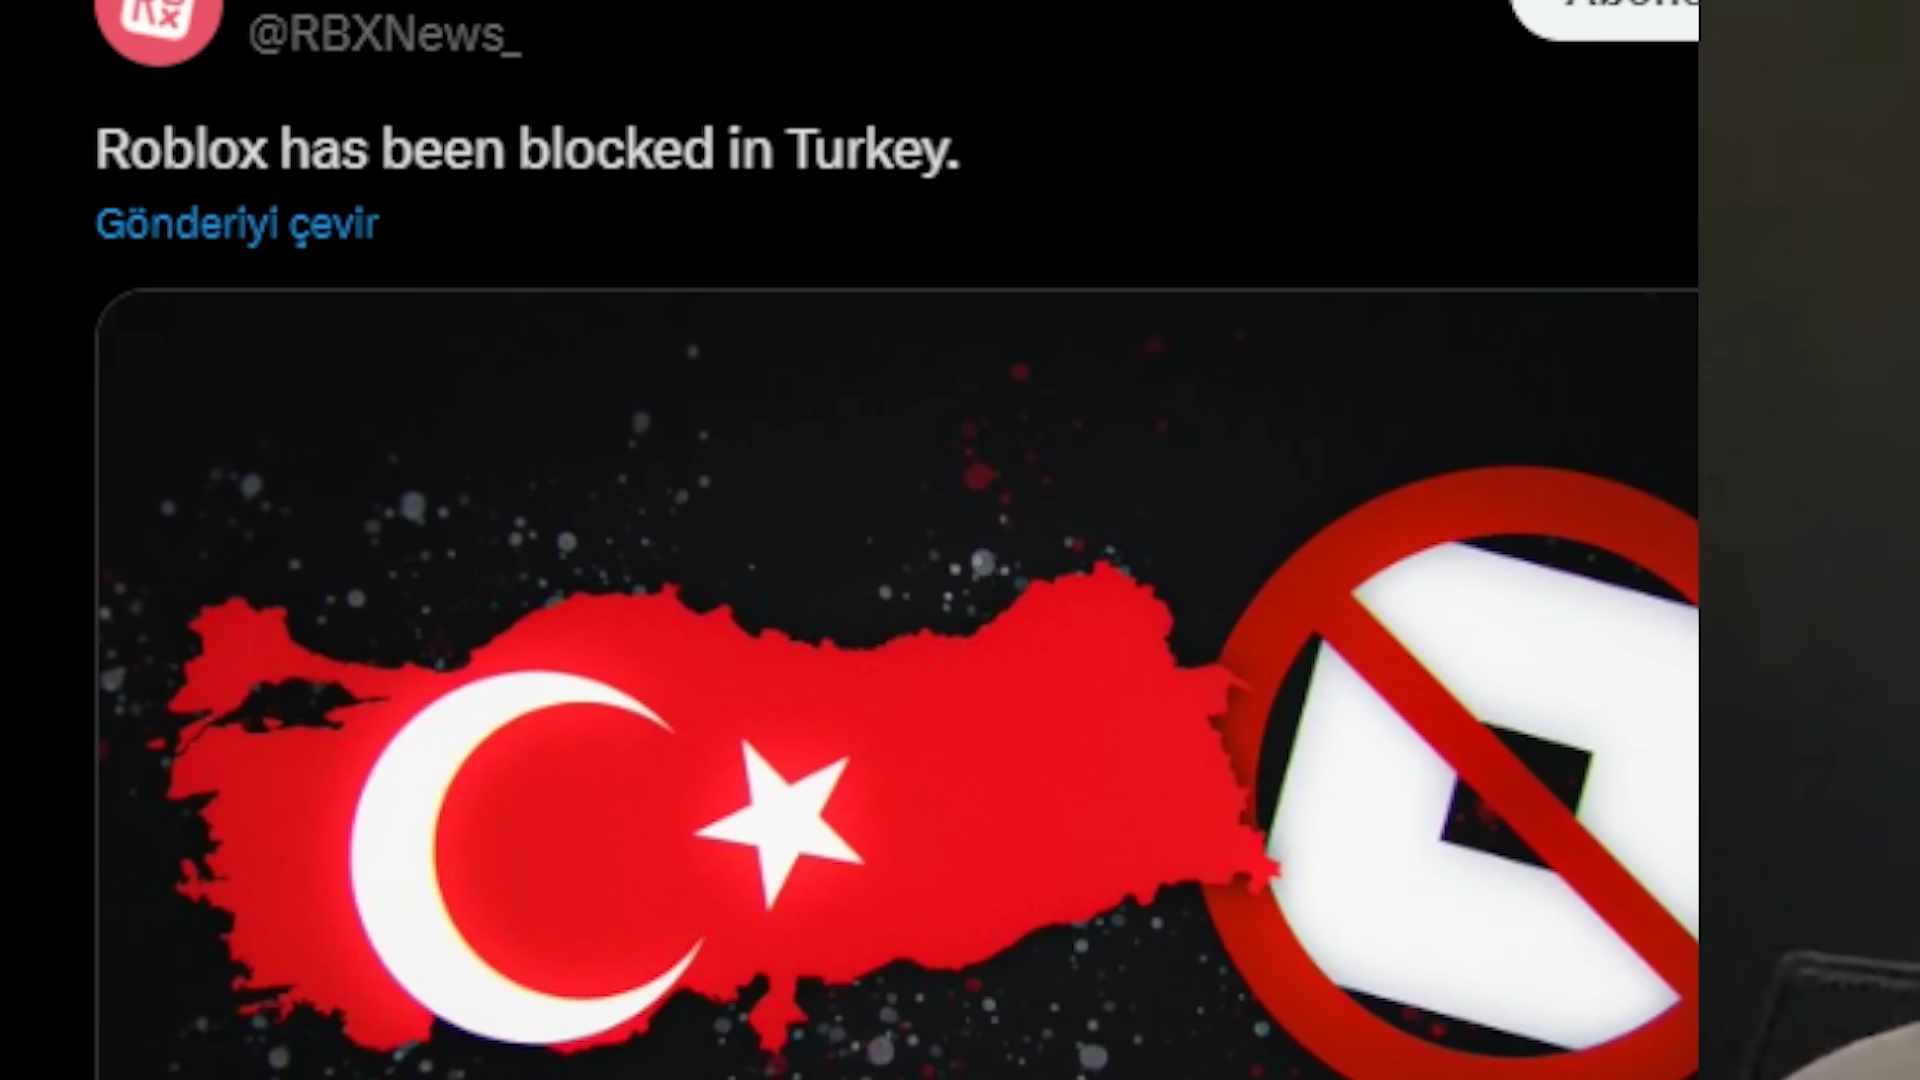 @RBXNews_
Roblox has been blocked in Turkey.
Gönderiyi çevir